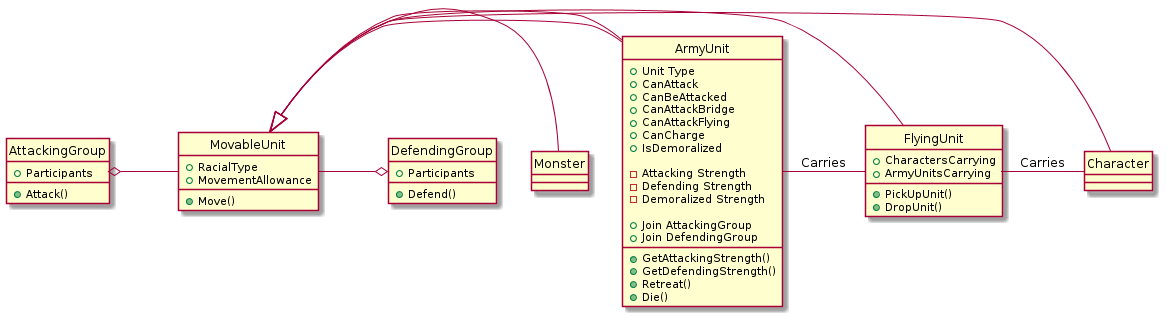 AttackingGroup
Participants
Attack()
MovableUnit
RacialType
MovementAllowance
Move()
DefendingGroup
Participants
Defend()
Monster
ArmyUnit
Unit Type
CanAttack
CanBeAttacked
CanAttackBridge
CanAttackFlying
CanCharge
IsDemoralized
Attacking Strength
Defending Strength
Demoralized Strength
Join AttackingGroup
Join DefendingGroup
GetAttackingStrength()
GetDefendingStrength()
Retreat()
Die()
Carries
FlyingUnit
CharactersCarrying
ArmyUnitsCarrying
PickUpUnit()
DropUnit()
Carries
Character